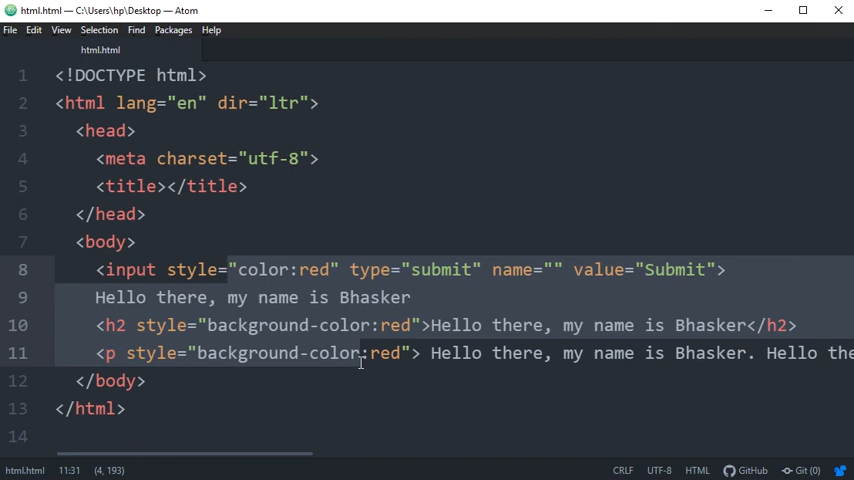 html.html — C:\Users\hp\Desktop — Atom
File Edit View Selection Find Packages Help
html.html
1 <!DOCTYPE html>
2 <html lang="en" dir="ltr">
3 <head>
4 <meta charset="utf-8">
5 <title></title>
6 </head>
7 <body>
8 <input style="color:red" type="submit" name="" value="Submit">
9 Hello there, my name is Bhasker
10 <h2 style="background-color:red">Hello there, my name is Bhasker</h2>
11 <p style="background-color:red"> Hello there, my name is Bhasker. Hello the
12 </body>
13 </html>
14
html.html 11:31 (4, 193) CRLF UTF-8 HTML GitHub Git (0)